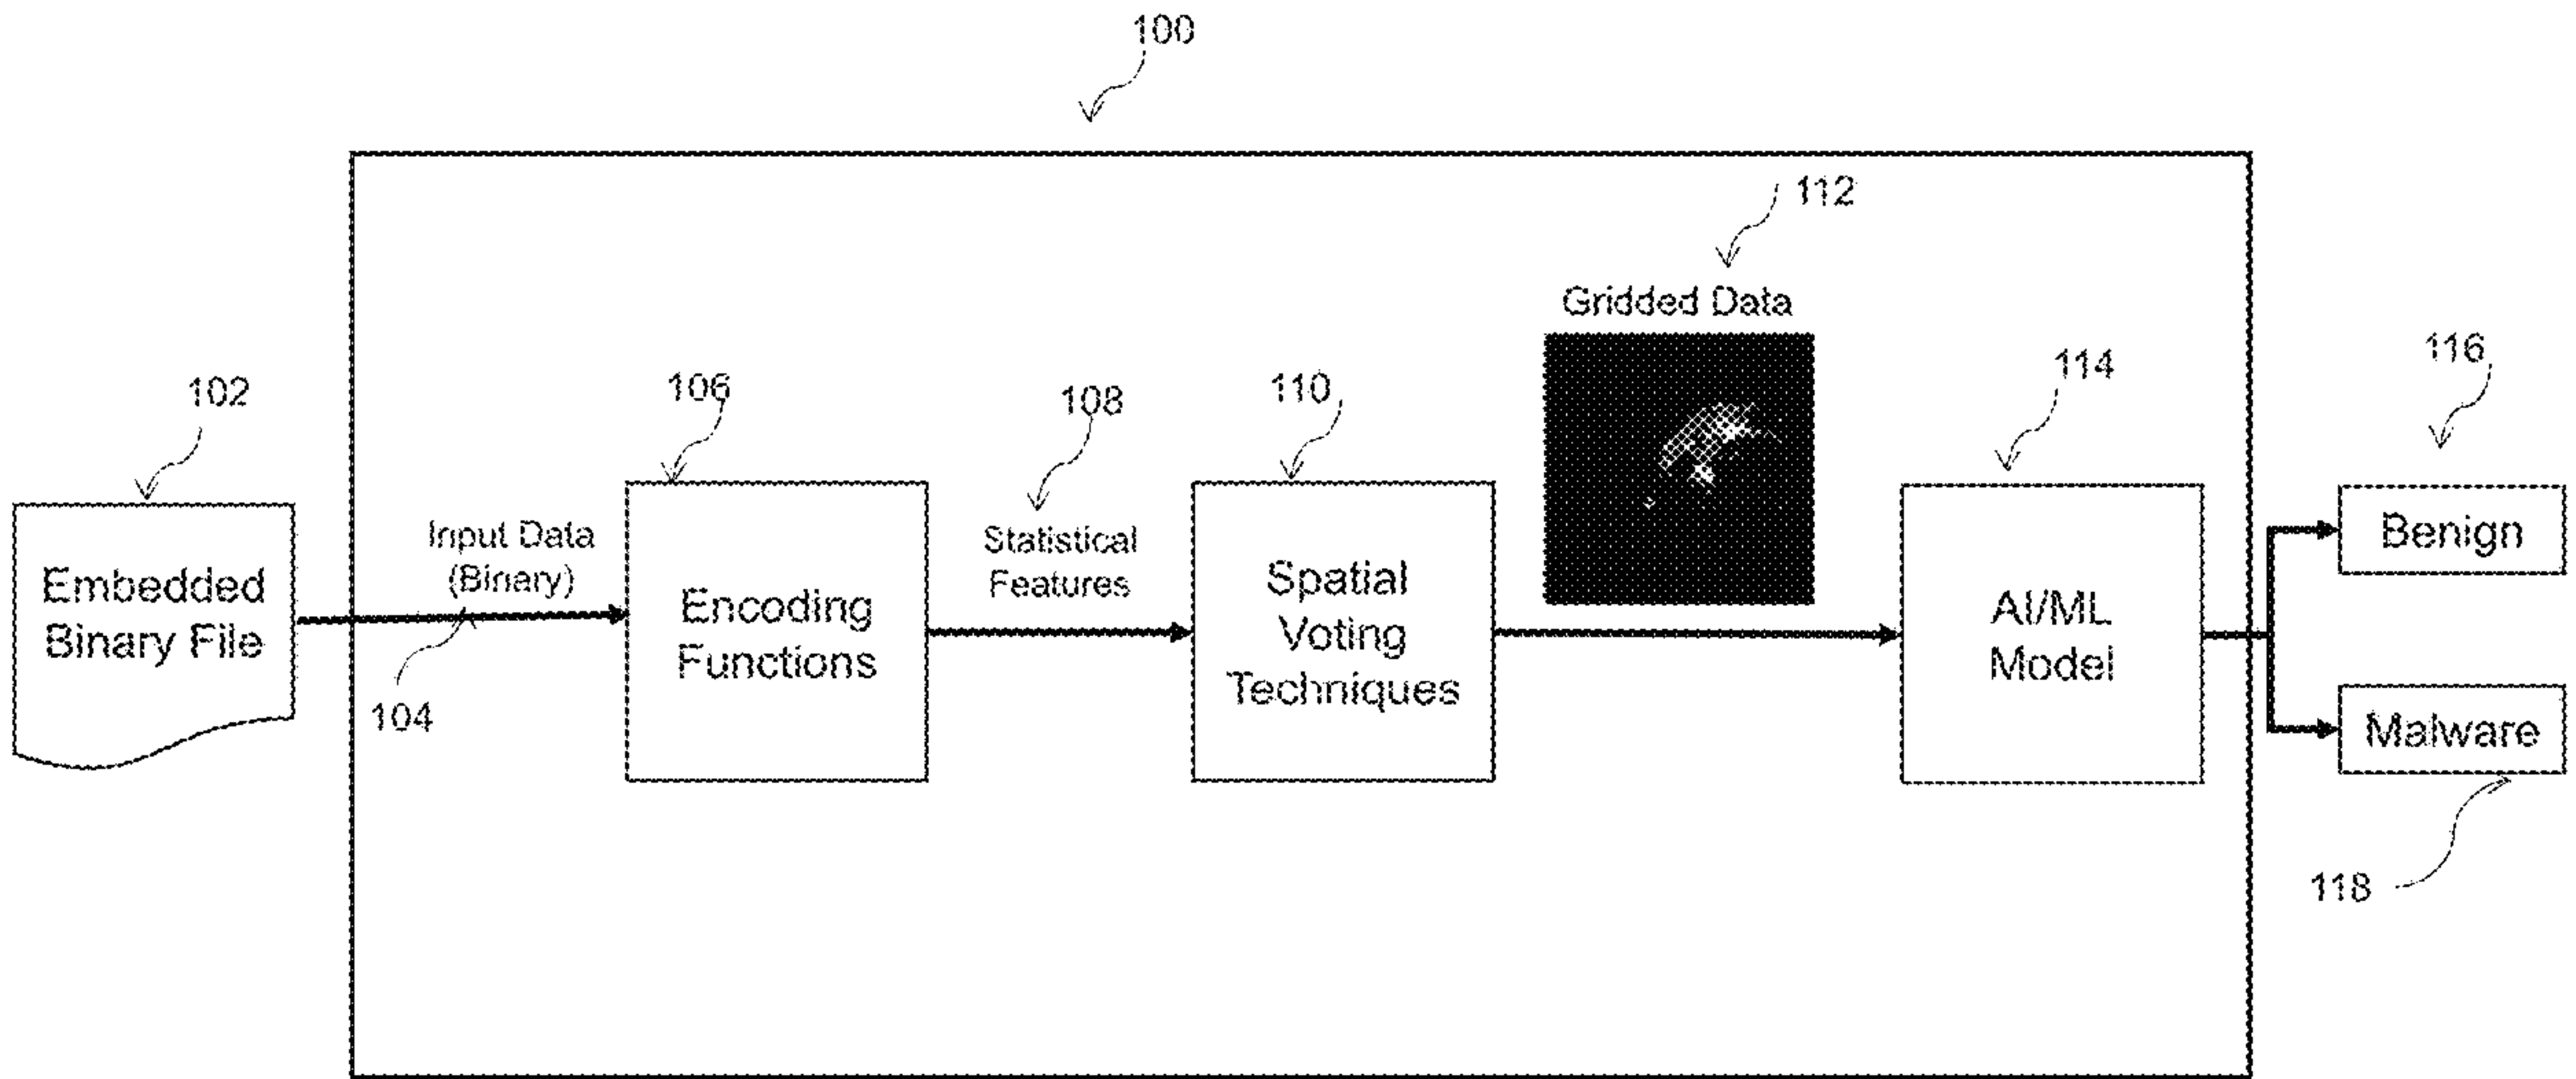 100
112
Gridded Data
102
106
108
110
114
116
Input Data
(Binary)
104
Statistical
Features
Embedded
Binary File
Encoding
Functions
Spatial
Voting
Techniques
AI/ML
Model
Benign
Malware
118